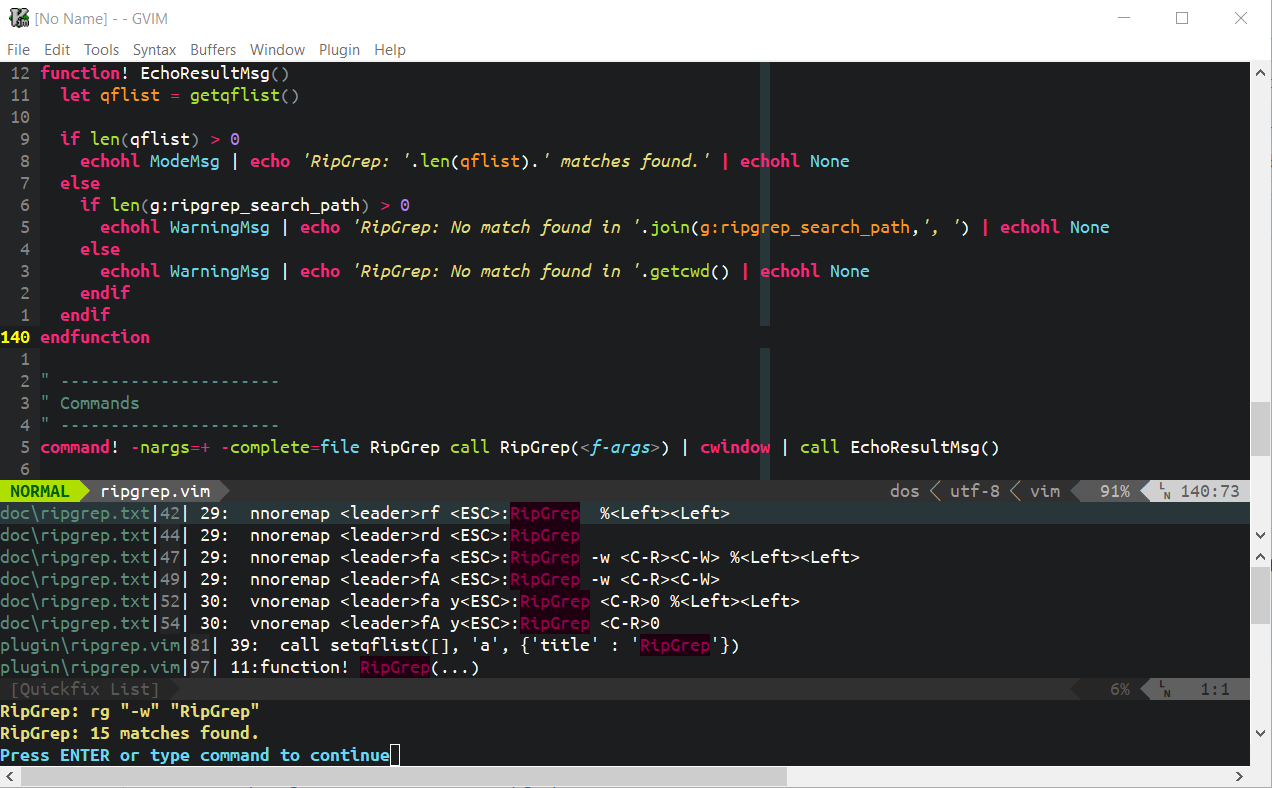 [No Name] - - GVIM
File Edit Tools Syntax Buffers Window Plugin Help
12 function! EchoResultMsg()
11   let qflist = getqflist()
10
9   if len(qflist) > 0
8     echohl ModeMsg | echo 'RipGrep: '.len(qflist).' matches found.' | echohl None
7   else
6     if len(g:ripgrep_search_path) > 0
5       echohl WarningMsg | echo 'RipGrep: No match found in '.join(g:ripgrep_search_path,', ') | echohl None
4     else
3       echohl WarningMsg | echo 'RipGrep: No match found in '.getcwd() | echohl None
2     endif
1   endif
140 endfunction
1
2 " ----------------------
3 " Commands
4 " ----------------------
5 command! -nargs=+ -complete=file RipGrep call RipGrep(<f-args>) | cwindow | call EchoResultMsg()
6
NORMAL ripgrep.vim dos utf-8 vim 91% LN 140:73
doc\ripgrep.txt|42| 29:  nnoremap <leader>rf <ESC>:RipGrep  %<Left><Left>
doc\ripgrep.txt|44| 29:  nnoremap <leader>rd <ESC>:RipGrep
doc\ripgrep.txt|47| 29:  nnoremap <leader>fa <ESC>:RipGrep -w <C-R><C-W> %<Left><Left>
doc\ripgrep.txt|49| 29:  nnoremap <leader>fA <ESC>:RipGrep -w <C-R><C-W>
doc\ripgrep.txt|52| 30:  vnoremap <leader>fa y<ESC>:RipGrep <C-R>0 %<Left><Left>
doc\ripgrep.txt|54| 30:  vnoremap <leader>fA y<ESC>:RipGrep <C-R>0
plugin\ripgrep.vim|81| 39:  call setqflist([], 'a', {'title' : 'RipGrep'})
plugin\ripgrep.vim|97| 11:function! RipGrep(...)
[Quickfix List] 6% LN 1:1
RipGrep: rg "-w" "RipGrep"
RipGrep: 15 matches found.
Press ENTER or type command to continue